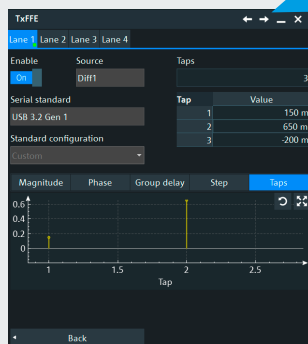 TxFFE
Lane 1 Lane 2 Lane 3 Lane 4
Enable Source Taps
On Diff1 3
Serial standard Tap Value
USB 3.2 Gen 1 1 150 m
2 650 m
Standard configuration 3 -200 m
Custom
Magnitude Phase Group delay Step Taps
0.6
0.4
0.2
0
1 1.5 2 2.5
Tap
Back